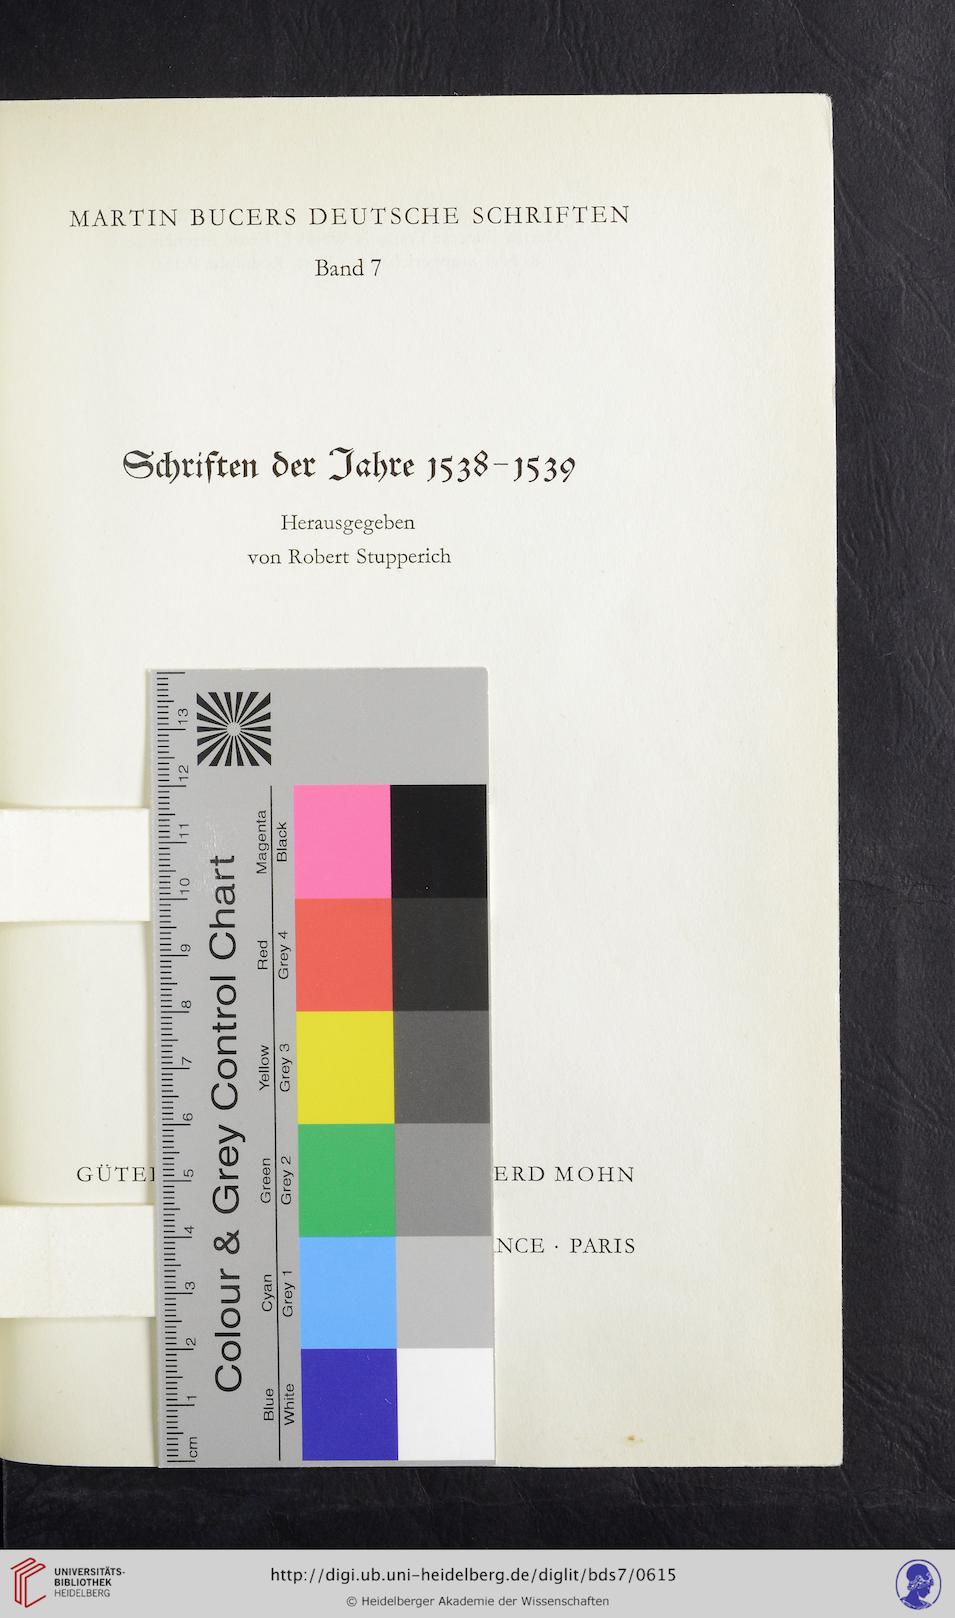 MARTIN BUCERS DEUTSCHE SCHRIFTEN
Band 7
Schriften der Jahre 1538–1539
Herausgegeben
von Robert Stupperich
13
12
11
10
9
8
7
6
5
4
3
2
1
cm
Colour & Grey Control Chart
Magenta
Black
Red
Grey 4
Yellow
Grey 3
Green
Grey 2
Cyan
Grey 1
Blue
White
MOHN
· PARIS
UNIVERSITÄTS-
BIBLIOTHEK
HEIDELBERG
http://digi.ub.uni-heidelberg.de/diglit/bds7/0615
© Heidelberger Akademie der Wissenschaften